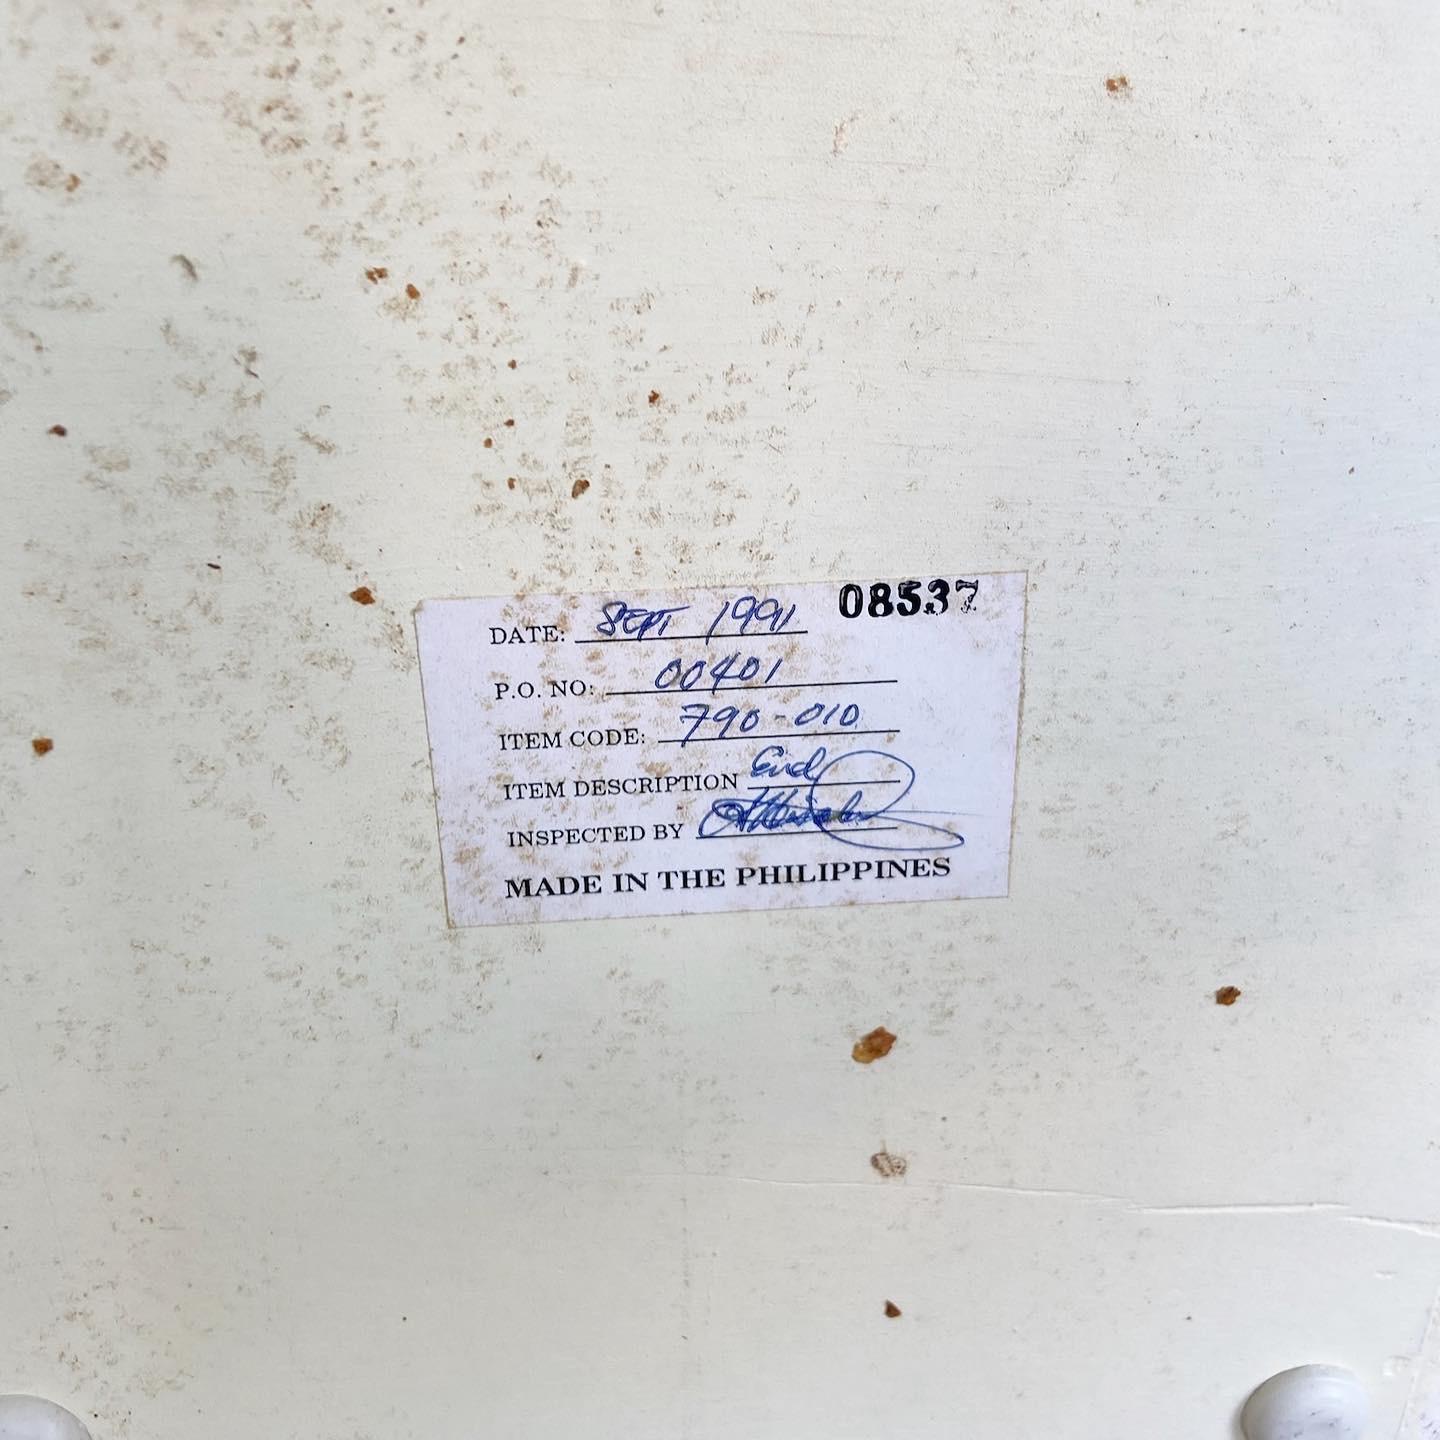 08537
DATE: SEPT 1991
P.O. NO: 00401
ITEM CODE: 790-010
ITEM DESCRIPTION End
INSPECTED BY
MADE IN THE PHILIPPINES